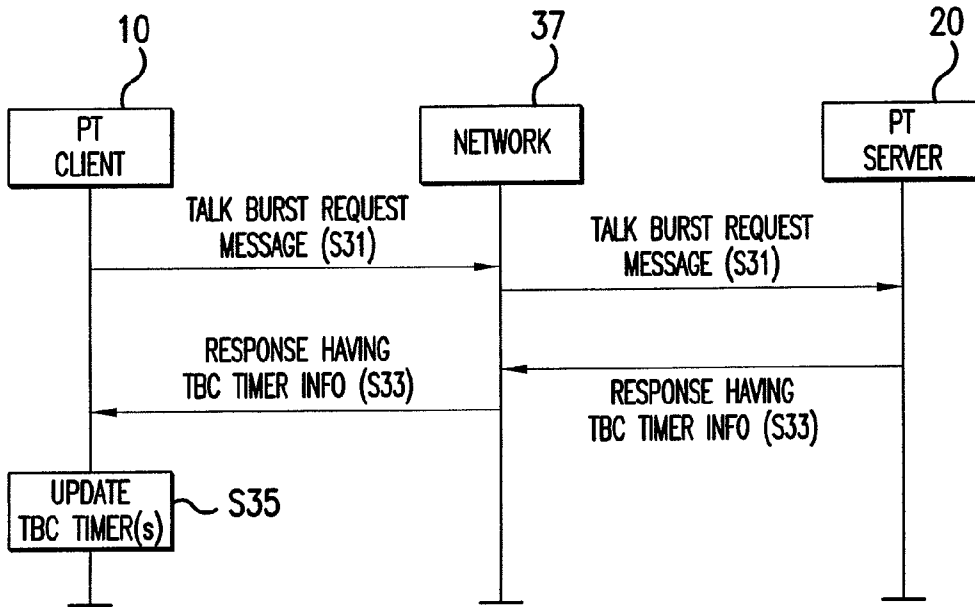 10
37
20
PT
CLIENT
NETWORK
PT
SERVER
TALK BURST REQUEST
MESSAGE (S31)
TALK BURST REQUEST
MESSAGE (S31)
RESPONSE HAVING
TBC TIMER INFO (S33)
RESPONSE HAVING
TBC TIMER INFO (S33)
UPDATE
TBC TIMER(s)
S35